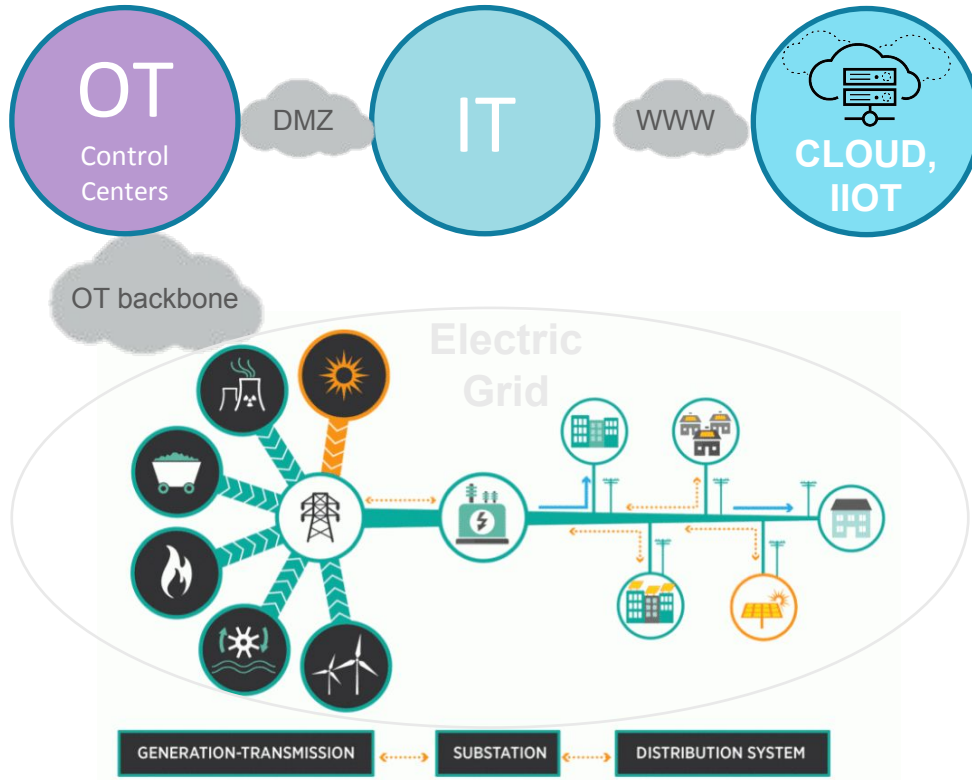 OT
Control
Centers
DMZ
IT
WWW
CLOUD,
IIOT
OT backbone
Electric
Grid
GENERATION-TRANSMISSION
SUBSTATION
DISTRIBUTION SYSTEM